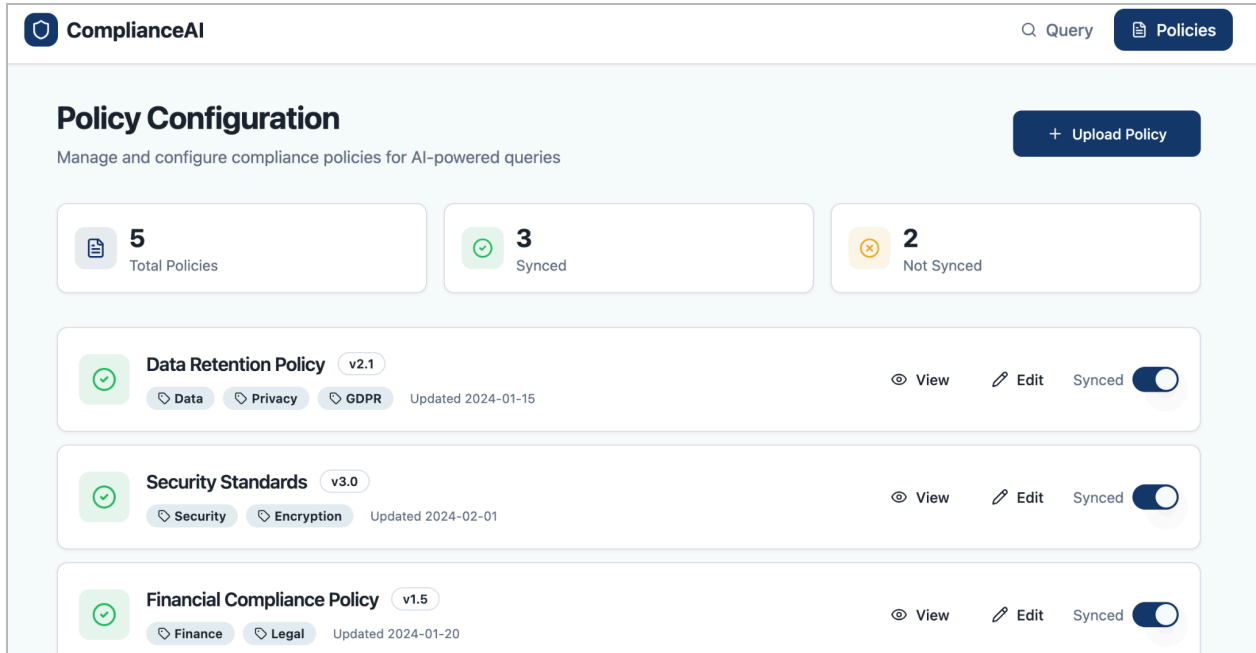 ComplianceAI
Query
Policies
Policy Configuration
Manage and configure compliance policies for AI-powered queries
+ Upload Policy
5
Total Policies
3
Synced
2
Not Synced
Data Retention Policy v2.1
Data Privacy GDPR Updated 2024-01-15
View Edit Synced
Security Standards v3.0
Security Encryption Updated 2024-02-01
View Edit Synced
Financial Compliance Policy v1.5
Finance Legal Updated 2024-01-20
View Edit Synced